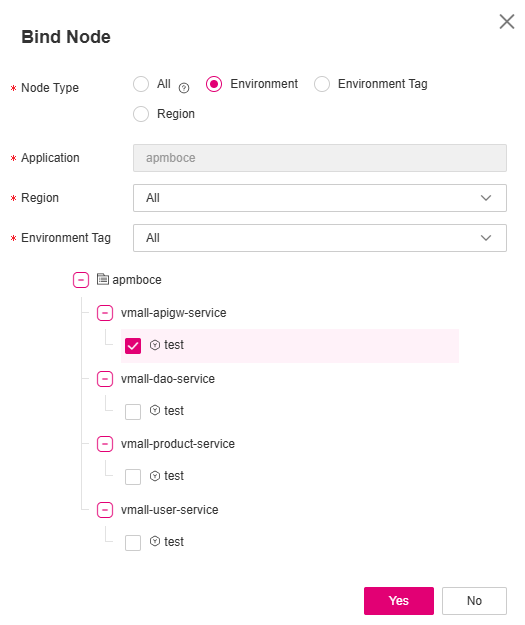 Bind Node
* Node Type
All
Environment
Environment Tag
Region
* Application
apmboce
* Region
All
* Environment Tag
All
apmboce
vmall-apigw-service
test
vmall-dao-service
test
vmall-product-service
test
vmall-user-service
test
Yes
No